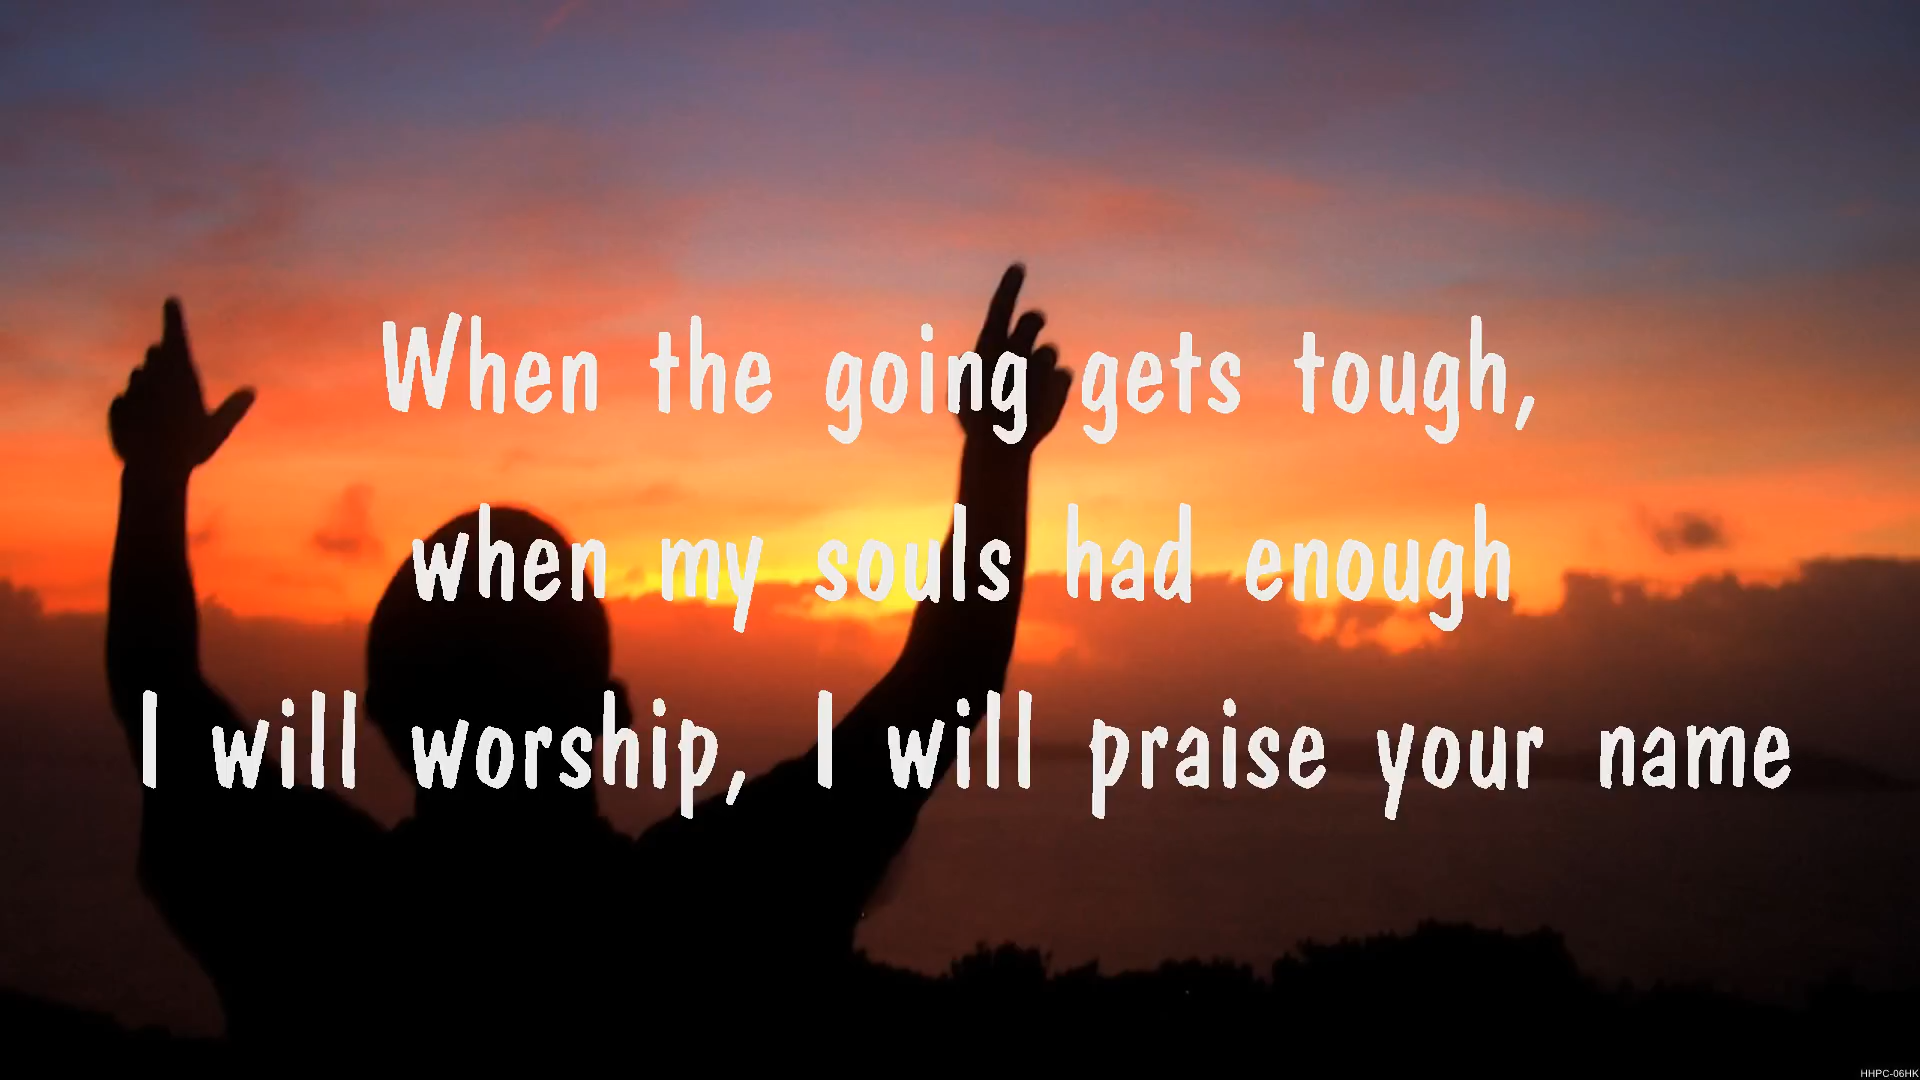 When the going gets tough,
when my souls had enough
I will worship, I will praise your name
HHPC-06HK